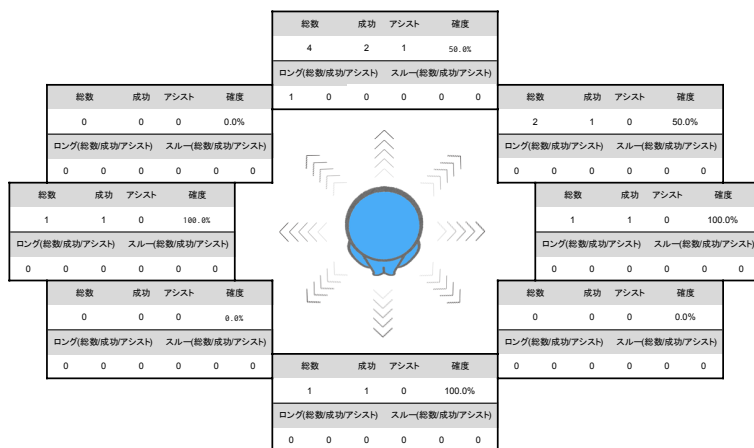 総数 成功 アシスト 確度
4 2 1 50.0%
ロング(総数/成功/アシスト) スルー(総数/成功/アシスト)
1 0 0 0 0 0
総数 成功 アシスト 確度
0 0 0 0.0%
ロング(総数/成功/アシスト) スルー(総数/成功/アシスト)
0 0 0 0 0 0
総数 成功 アシスト 確度
2 1 0 50.0%
ロング(総数/成功/アシスト) スルー(総数/成功/アシスト)
0 0 0 0 0 0
総数 成功 アシスト 確度
1 1 0 100.0%
ロング(総数/成功/アシスト) スルー(総数/成功/アシスト)
0 0 0 0 0 0
総数 成功 アシスト 確度
1 1 0 100.0%
ロング(総数/成功/アシスト) スルー(総数/成功/アシスト)
0 0 0 0 0 0
総数 成功 アシスト 確度
0 0 0 0.0%
ロング(総数/成功/アシスト) スルー(総数/成功/アシスト)
0 0 0 0 0 0
総数 成功 アシスト 確度
0 0 0 0.0%
ロング(総数/成功/アシスト) スルー(総数/成功/アシスト)
0 0 0 0 0 0
総数 成功 アシスト 確度
1 1 0 100.0%
ロング(総数/成功/アシスト) スルー(総数/成功/アシスト)
0 0 0 0 0 0